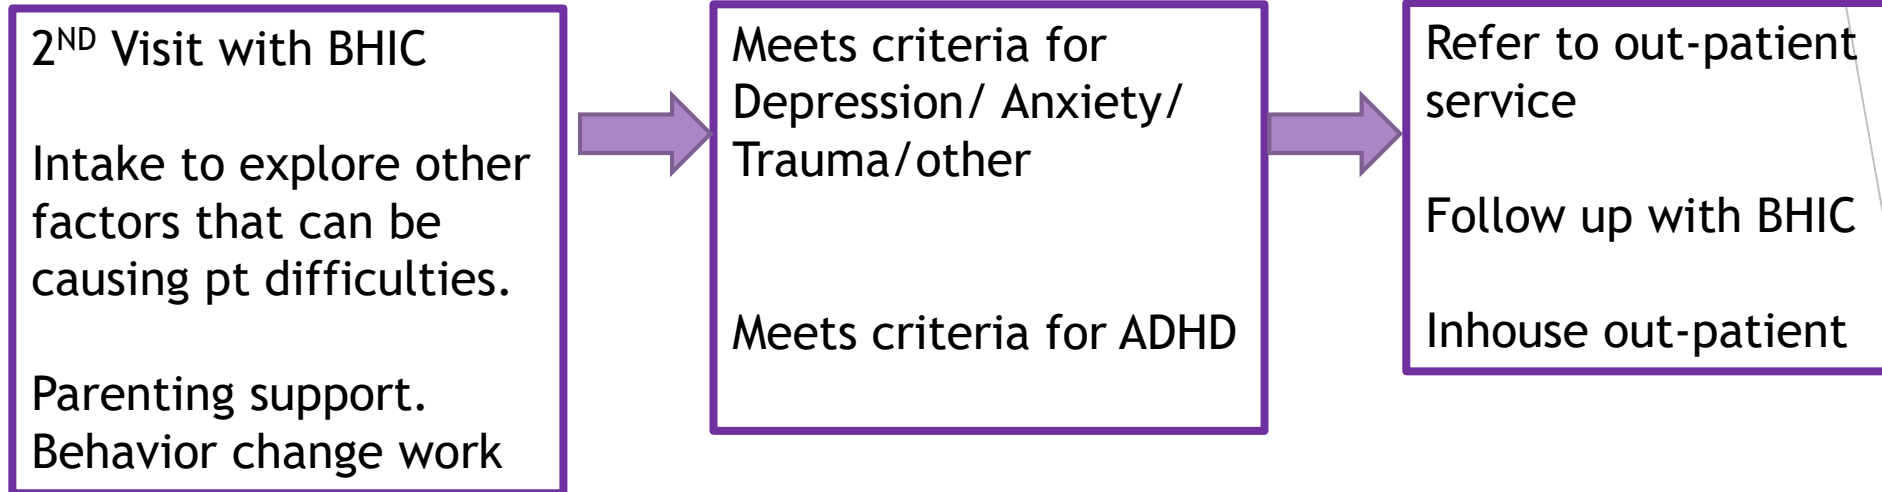 2ND Visit with BHIC
Intake to explore other
factors that can be
causing pt difficulties.
Parenting support.
Behavior change work
Meets criteria for
Depression/ Anxiety/
Trauma/other
Meets criteria for ADHD
Refer to out-patient
service
Follow up with BHIC
Inhouse out-patient